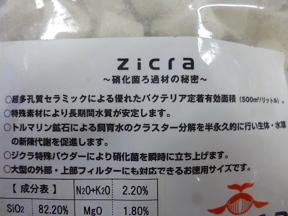 zicra
～硝化菌ろ過材の秘密～
○超多孔質セラミックによる優れたバクテリア定着有効面積（500m²/リットル）。
○特殊素材により長期間水質が安定します。
○トルマリン鉱石による飼育水のクラスター分解を半永久的に行い生体・水草
の新陳代謝を促進します。
○ジクラ特殊パウダーにより硝化菌を瞬時に立ち上げます。
○大型の外部・上部フィルターにも対応できるお徳用サイズです。
【 成分表 】 N2O+K2O 2.20%
SiO2 82.20% MgO 1.80%